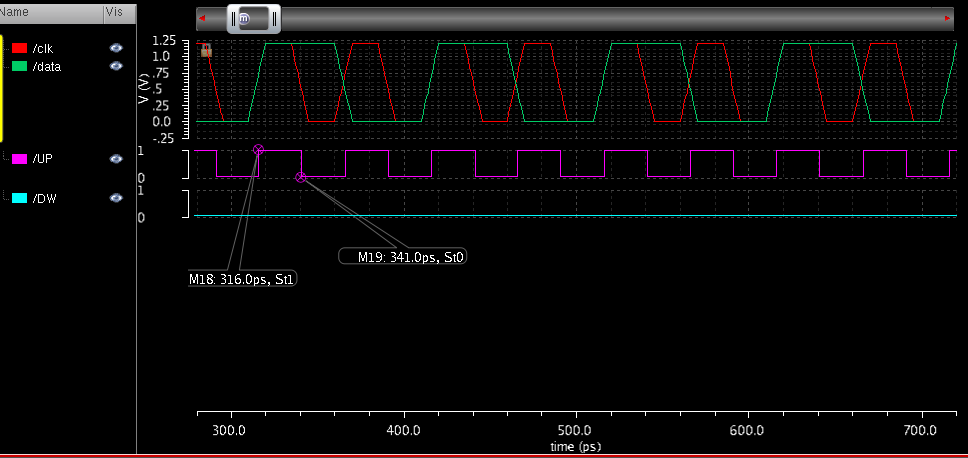 Name Vis
/clk
/data
/UP
/DW
m
1.25
1.0
.75
.5
.25
0.0
-.25
V (V)
1
0
1
0
M19: 341.0ps, St0
M18: 316.0ps, St1
300.0 400.0 500.0 600.0 700.0
time (ps)